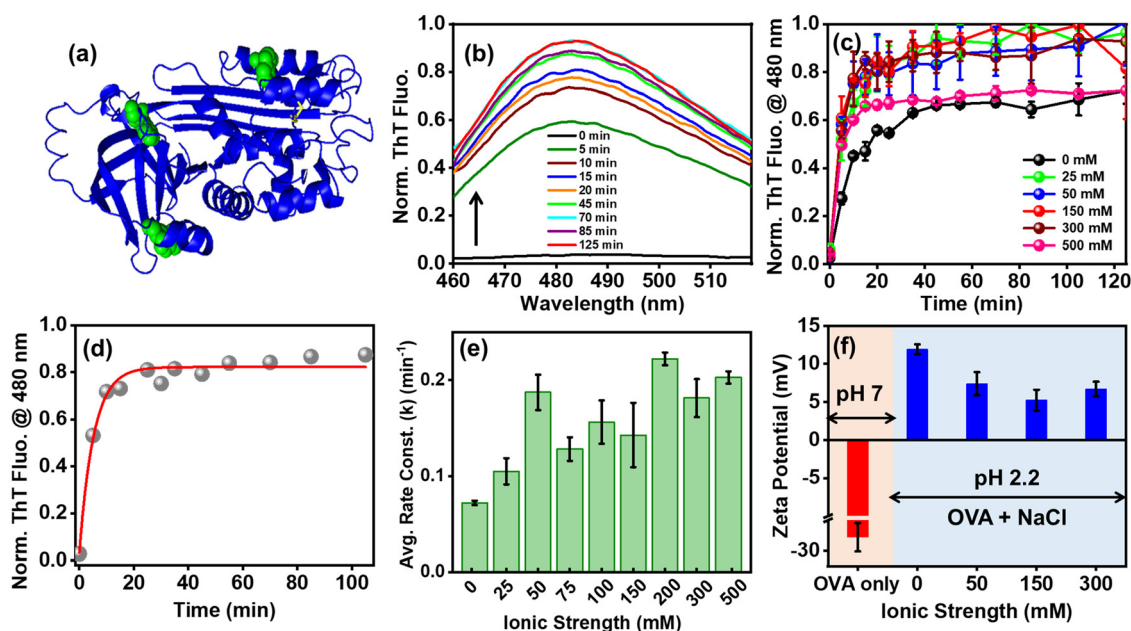 (a)
(b)
Norm. ThT Fluo.
1.0
0.8
0.6
0.4
0.2
0.0
0 min
5 min
10 min
15 min
20 min
45 min
70 min
85 min
125 min
460 470 480 490 500 510
Wavelength (nm)
(c)
Norm. ThT Fluo. @ 480 nm
1.0
0.8
0.6
0.4
0.2
0.0
0 mM
25 mM
50 mM
150 mM
300 mM
500 mM
0 20 40 60 80 100 120
Time (min)
(d)
Norm. ThT Fluo. @ 480 nm
1.0
0.8
0.6
0.4
0.2
0.0
0 20 40 60 80 100
Time (min)
(e)
Avg. Rate Const. (k) (min⁻¹)
0.2
0.1
0.0
0 25 50 75 100 150 200 300 500
Ionic Strength (mM)
(f)
Zeta Potential (mV)
15
10
5
0
-5
-30
pH 7
pH 2.2
OVA + NaCl
OVA only 0 50 150 300
Ionic Strength (mM)